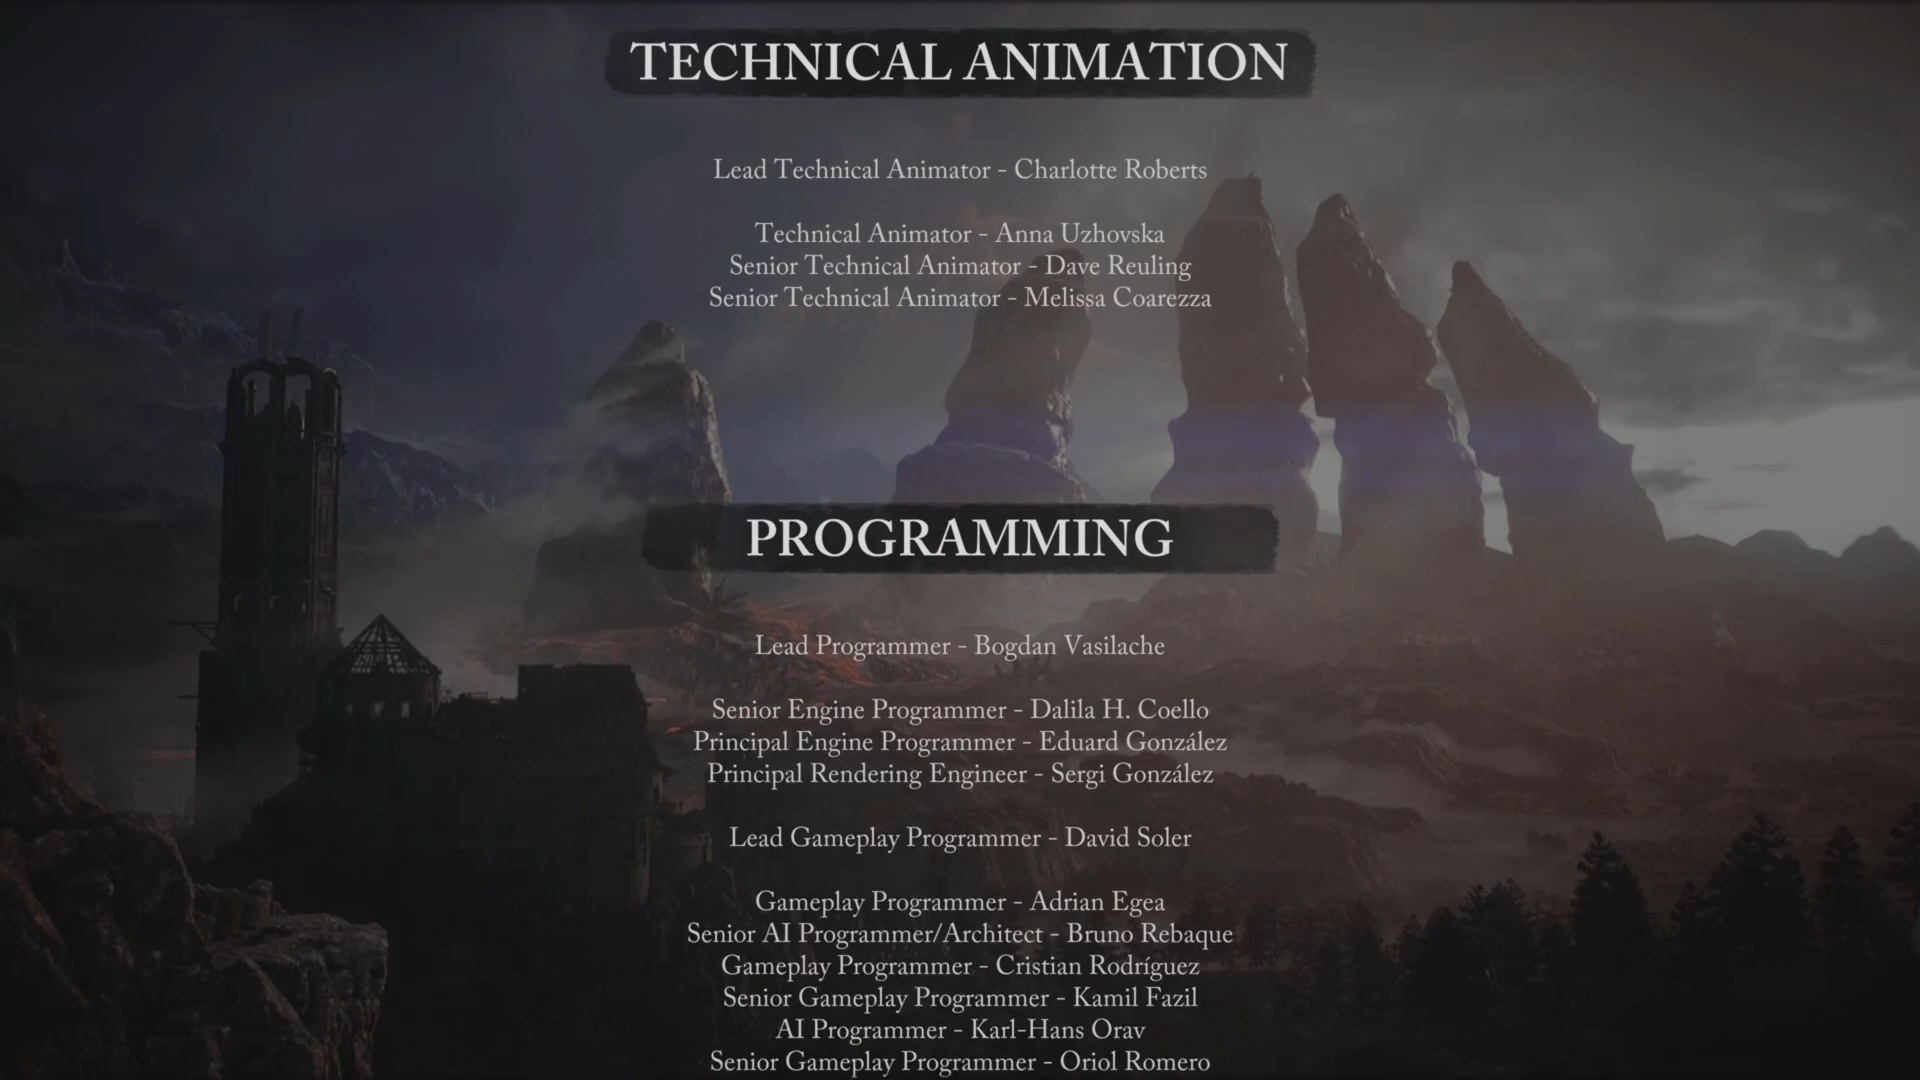 TECHNICAL ANIMATION
Lead Technical Animator - Charlotte Roberts
Technical Animator - Anna Uzhovska
Senior Technical Animator - Dave Reuling
Senior Technical Animator - Melissa Coarezza
PROGRAMMING
Lead Programmer - Bogdan Vasilache
Senior Engine Programmer - Dalila H. Coello
Principal Engine Programmer - Eduard González
Principal Rendering Engineer - Sergi González
Lead Gameplay Programmer - David Soler
Gameplay Programmer - Adrian Egea
Senior AI Programmer/Architect - Bruno Rebaque
Gameplay Programmer - Cristian Rodríguez
Senior Gameplay Programmer - Kamil Fazil
AI Programmer - Karl-Hans Orav
Senior Gameplay Programmer - Oriol Romero